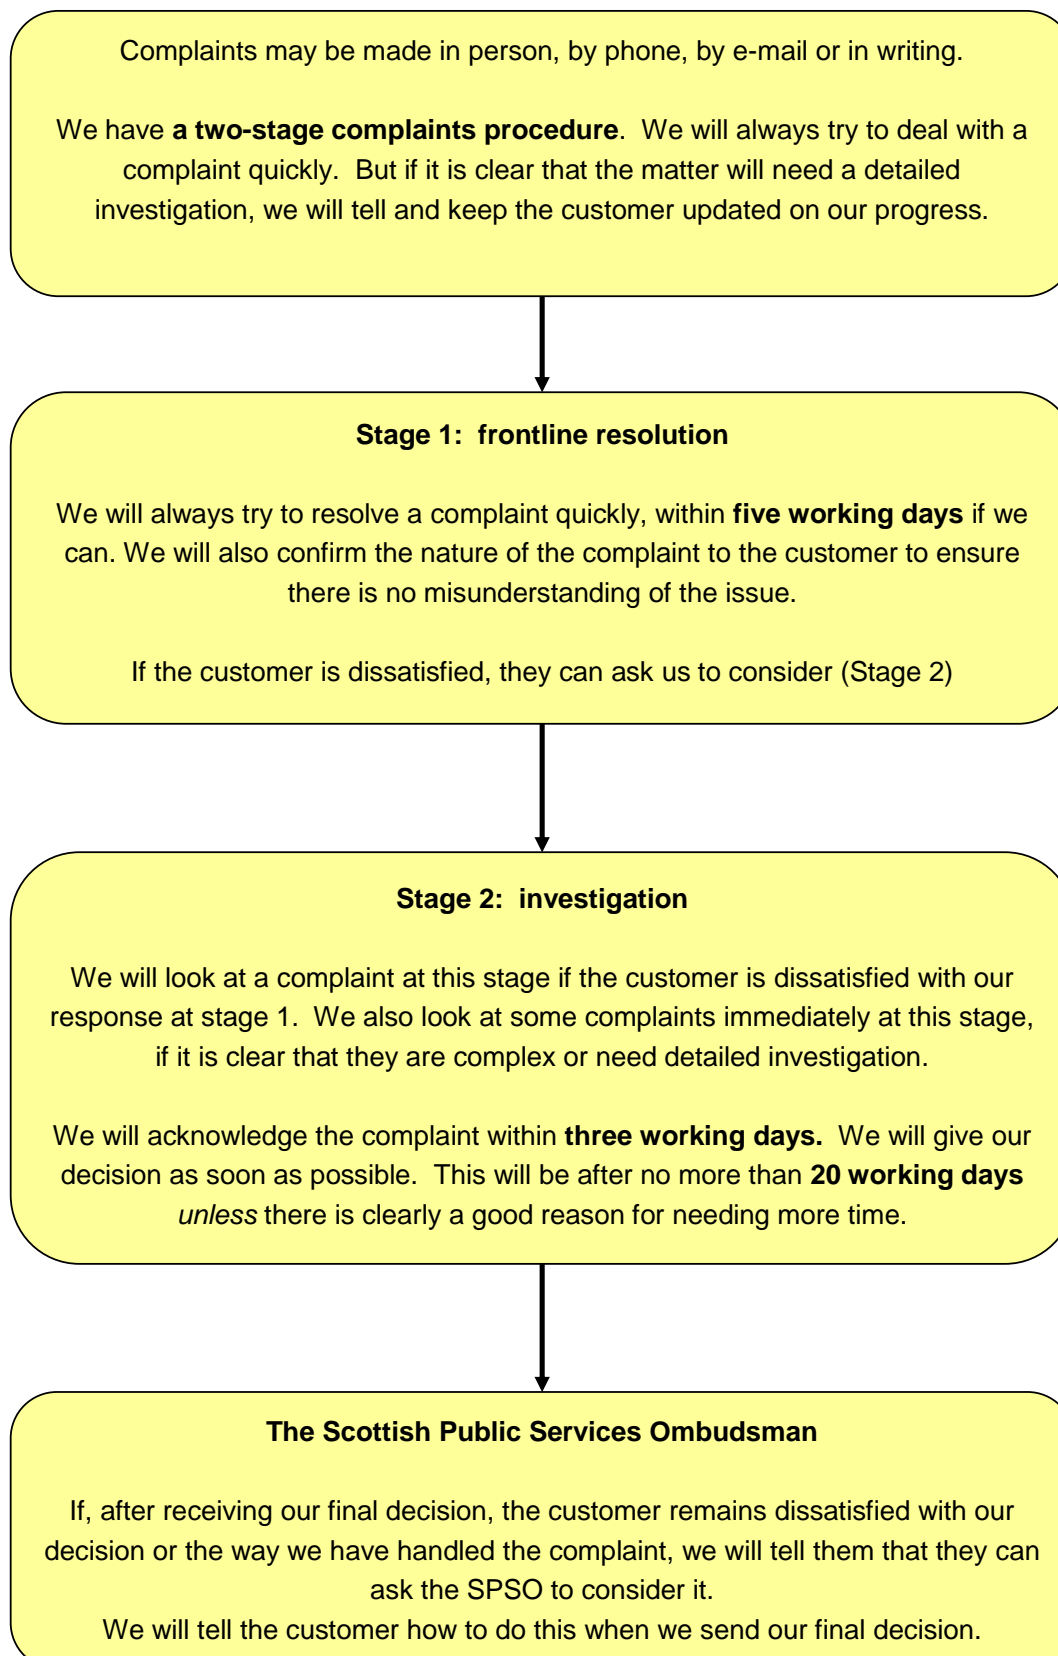 Complaints may be made in person, by phone, by e-mail or in writing.
We have a two-stage complaints procedure.  We will always try to deal with a
complaint quickly.  But if it is clear that the matter will need a detailed
investigation, we will tell and keep the customer updated on our progress.
Stage 1:  frontline resolution
We will always try to resolve a complaint quickly, within five working days if we
can. We will also confirm the nature of the complaint to the customer to ensure
there is no misunderstanding of the issue.
If the customer is dissatisfied, they can ask us to consider (Stage 2)
Stage 2:  investigation
We will look at a complaint at this stage if the customer is dissatisfied with our
response at stage 1.  We also look at some complaints immediately at this stage,
if it is clear that they are complex or need detailed investigation.
We will acknowledge the complaint within three working days.  We will give our
decision as soon as possible.  This will be after no more than 20 working days
unless there is clearly a good reason for needing more time.
The Scottish Public Services Ombudsman
If, after receiving our final decision, the customer remains dissatisfied with our
decision or the way we have handled the complaint, we will tell them that they can
ask the SPSO to consider it.
We will tell the customer how to do this when we send our final decision.